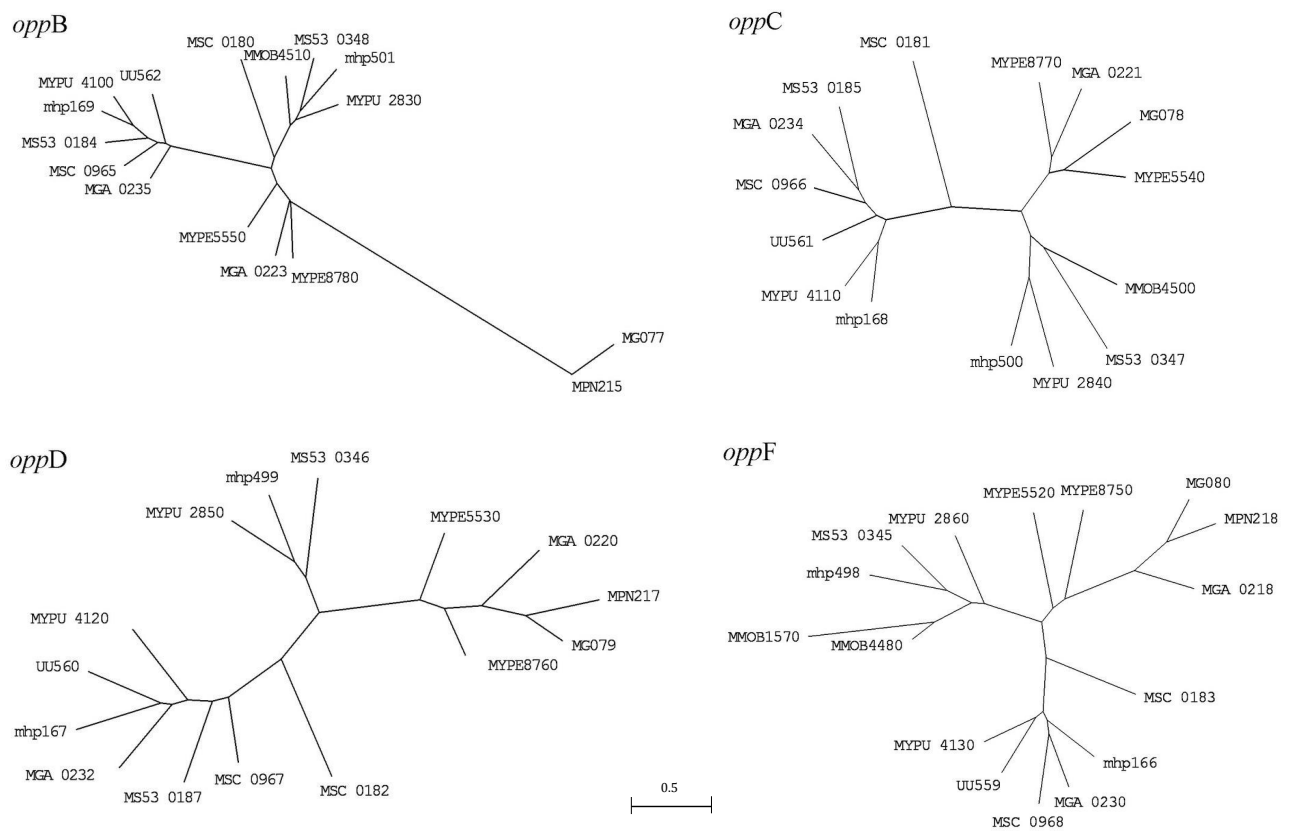 oppB
MSC 0180
MS53 0348
MMOB4510
mhp501
UU562
MYPU 4100
mhp169
MYPU 2830
MS53 0184
MSC 0965
MGA 0235
MYPE5550
MGA 0223
MYPE8780
MG077
MPN215
oppC
MSC 0181
MYPE8770
MGA 0221
MS53 0185
MG078
MGA 0234
MYPE5540
MSC 0966
UU561
MMOB4500
MYPU 4110
mhp168
MS53 0347
mhp500
MYPU 2840
oppD
MS53 0346
mhp499
MYPU 2850
MYPE5530
MGA 0220
MPN217
MYPU 4120
MG079
UU560
MYPE8760
mhp167
MGA 0232
MSC 0967
MS53 0187
MSC 0182
0.5
oppF
MG080
MYPE5520
MYPE8750
MYPU 2860
MPN218
MS53 0345
mhp498
MGA 0218
MMOB1570
MMOB4480
MSC 0183
MYPU 4130
mhp166
UU559
MGA 0230
MSC 0968